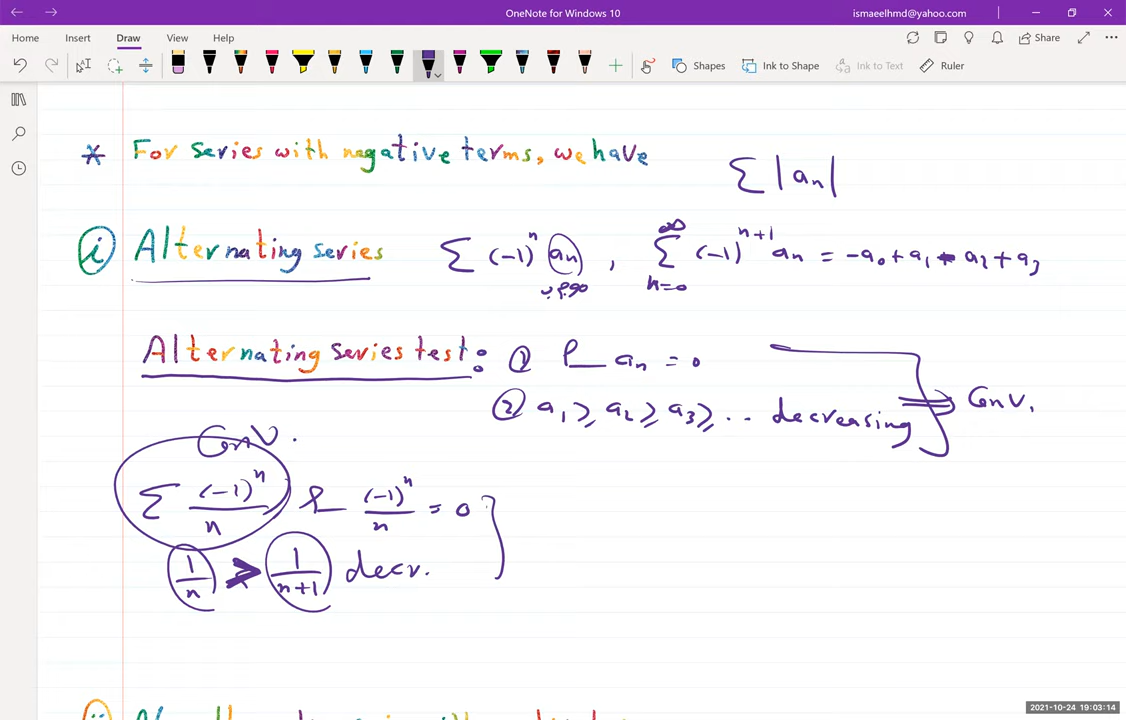 OneNote for Windows 10
ismaeelhmd@yahoo.com
Home Insert Draw View Help
Share
Shapes Ink to Shape Ink to Text Ruler
* For series with negative terms, we have
Σ |aₙ|
(i) Alternating series Σ (-1)ⁿ aₙ , Σ (-1)ⁿ⁺¹ aₙ = -a₀ + a₁ - a₂ + a₃
∞
n=0
موجب
Alternating series test: ① ℓ aₙ = 0
② a₁ ≥ a₂ ≥ a₃ ≥ ... decreasing
Conv.
Conv.
Σ (-1)ⁿ/n ℓ (-1)ⁿ/n = 0
1/n ≥ 1/(n+1) decr.
2021-10-24 19:03:14